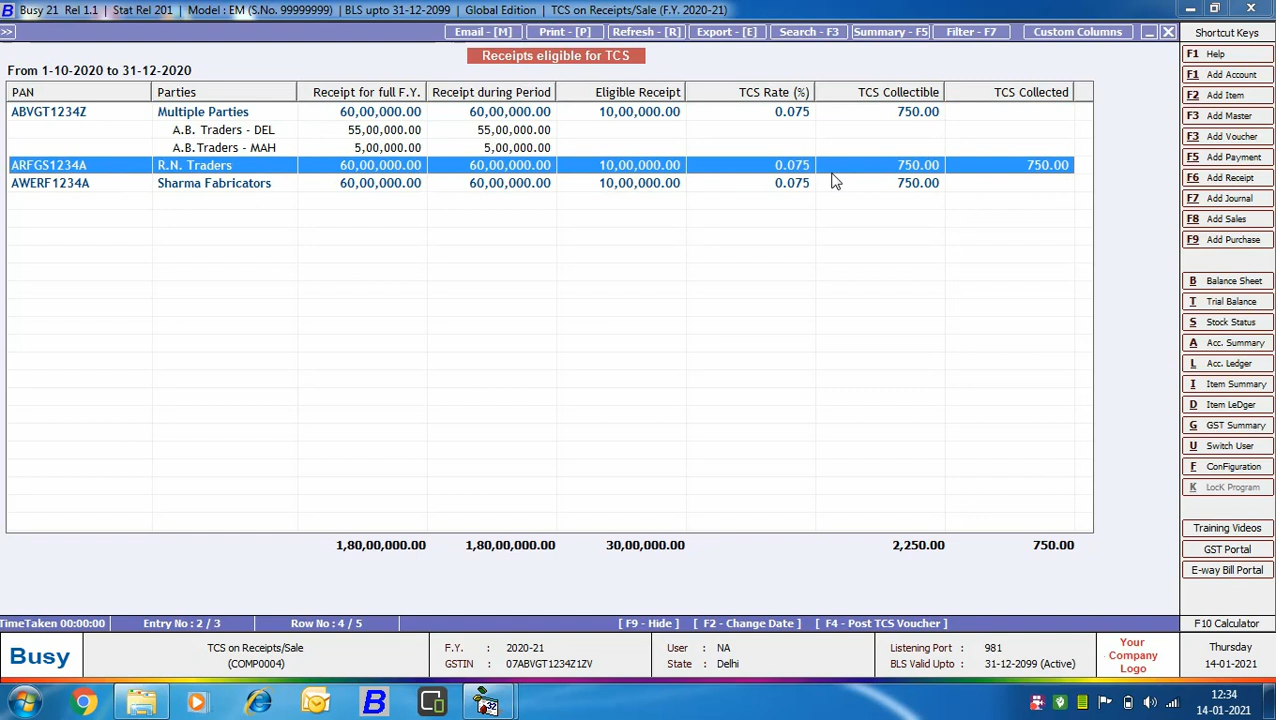 Busy 21 Rel 1.1 | Stat Rel 201 | Model : EM (S.No. 99999999) | BLS upto 31-12-2099 | Global Edition | TCS on Receipts/Sale (F.Y. 2020-21)
>> Email - [M] Print - [P] Refresh - [R] Export - [E] Search - F3 Summary - F5 Filter - F7 Custom Columns
Receipts eligible for TCS
From 1-10-2020 to 31-12-2020
PAN Parties Receipt for full F.Y. Receipt during Period Eligible Receipt TCS Rate (%) TCS Collectible TCS Collected
ABVGT1234Z Multiple Parties 60,00,000.00 60,00,000.00 10,00,000.00 0.075 750.00
A.B. Traders - DEL 55,00,000.00 55,00,000.00
A.B.Traders - MAH 5,00,000.00 5,00,000.00
ARFGS1234A R.N. Traders 60,00,000.00 60,00,000.00 10,00,000.00 0.075 750.00 750.00
AWERF1234A Sharma Fabricators 60,00,000.00 60,00,000.00 10,00,000.00 0.075 750.00
1,80,00,000.00 1,80,00,000.00 30,00,000.00 2,250.00 750.00
Shortcut Keys
F1 Help
F1 Add Account
F2 Add Item
F3 Add Master
F3 Add Voucher
F5 Add Payment
F6 Add Receipt
F7 Add Journal
F8 Add Sales
F9 Add Purchase
B Balance Sheet
T Trial Balance
S Stock Status
A Acc. Summary
L Acc. Ledger
I Item Summary
D Item LeDger
G GST Summary
U Switch User
F ConFiguration
K LocK Program
Training Videos
GST Portal
E-way Bill Portal
TimeTaken 00:00:00 Entry No : 2 / 3 Row No : 4 / 5 [ F9 - Hide ] [ F2 - Change Date ] [ F4 - Post TCS Voucher ] F10 Calculator
Busy
TCS on Receipts/Sale
(COMP0004)
F.Y. : 2020-21
GSTIN : 07ABVGT1234Z1ZV
User : NA
State : Delhi
Listening Port : 981
BLS Valid Upto : 31-12-2099 (Active)
Your
Company
Logo
Thursday
14-01-2021
12:34
14-01-2021